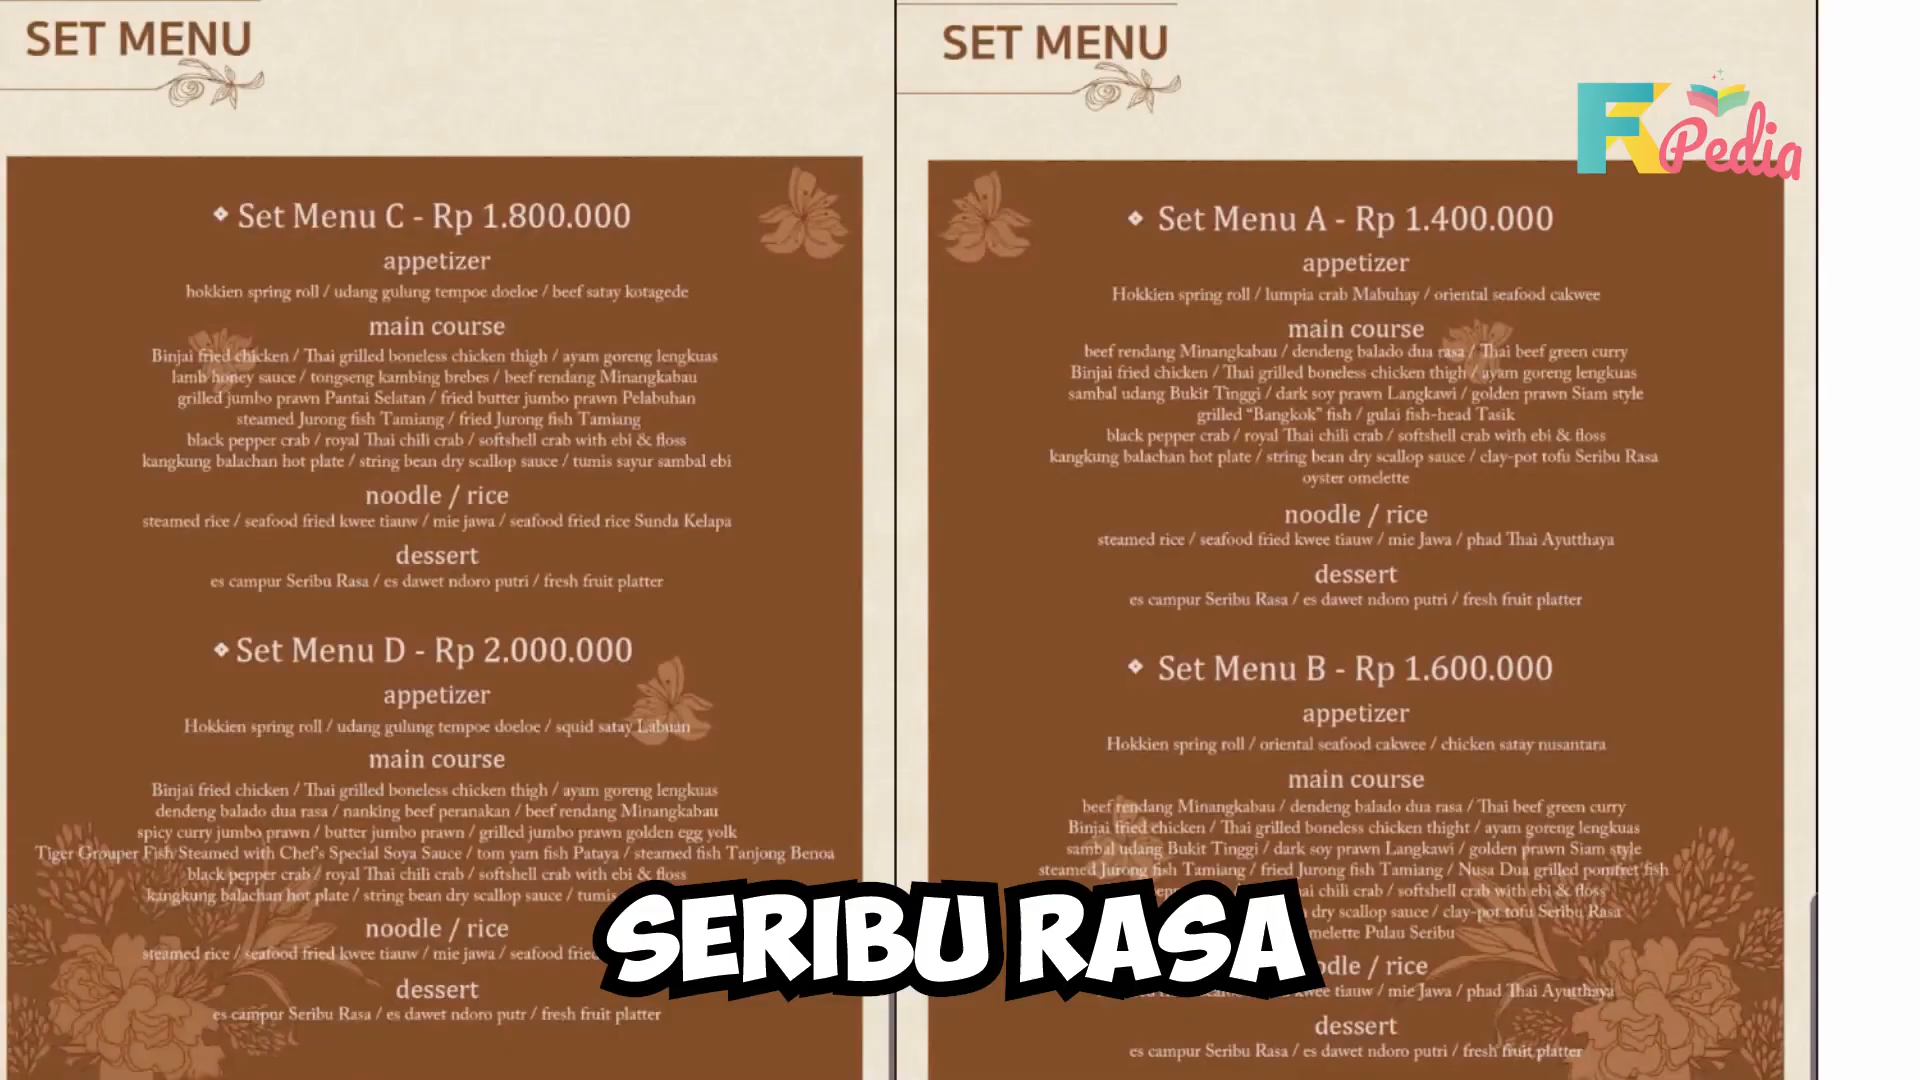 SET MENU
Set Menu C - Rp 1.800.000
appetizer
hokkien spring roll / udang gulung tempoe doeloe / beef satay kotagede
main course
Binjai fried chicken / Thai grilled boneless chicken thigh / ayam goreng lengkuas
lamb honey sauce / tongseng kambing brebes / beef rendang Minangkabau
grilled jumbo prawn Pantai Selatan / fried butter jumbo prawn Pelabuhan
steamed Jurong fish Tamiang / fried Jurong fish Tamiang
black pepper crab / royal Thai chili crab / softshell crab with ebi & floss
kangkung balachan hot plate / string bean dry scallop sauce / tumis sayur sambal ebi
noodle / rice
steamed rice / seafood fried kwee tiauw / mie jawa / seafood fried rice Sunda Kelapa
dessert
es campur Seribu Rasa / es dawet ndoro putri / fresh fruit platter
Set Menu D - Rp 2.000.000
appetizer
Hokkien spring roll / udang gulung tempoe doeloe / squid satay Labuan
main course
Binjai fried chicken / Thai grilled boneless chicken thigh / ayam goreng lengkuas
dendeng balado dua rasa / nanking beef peranakan / beef rendang Minangkabau
spicy curry jumbo prawn / butter jumbo prawn / grilled jumbo prawn golden egg yolk
Tiger Grouper Fish Steamed with Chef's Special Soya Sauce / tom yam fish Pataya / steamed fish Tanjong Benoa
black pepper crab / royal Thai chili crab / softshell crab with ebi & floss
kangkung balachan hot plate / string bean dry scallop sauce / tumis
noodle / rice
steamed rice / seafood fried kwee tiauw / mie jawa / seafood
dessert
es campur Seribu Rasa / es dawet ndoro putr / fresh fruit platter
SET MENU
FK Pedia
Set Menu A - Rp 1.400.000
appetizer
Hokkien spring roll / lumpia crab Mabuhay / oriental seafood cakwee
main course
beef rendang Minangkabau / dendeng balado dua rasa / Thai beef green curry
Binjai fried chicken / Thai grilled boneless chicken thigh / ayam goreng lengkuas
sambal udang Bukit Tinggi / dark soy prawn Langkawi / golden prawn Siam style
grilled “Bangkok” fish / gulai fish-head Tasik
black pepper crab / royal Thai chili crab / softshell crab with ebi & floss
kangkung balachan hot plate / string bean dry scallop sauce / clay-pot tofu Seribu Rasa
oyster omelette
noodle / rice
steamed rice / seafood fried kwee tiauw / mie Jawa / phad Thai Ayutthaya
dessert
es campur Seribu Rasa / es dawet ndoro putri / fresh fruit platter
Set Menu B - Rp 1.600.000
appetizer
Hokkien spring roll / oriental seafood cakwee / chicken satay nusantara
main course
beef rendang Minangkabau / dendeng balado dua rasa / Thai beef green curry
Binjai fried chicken / Thai grilled boneless chicken thight / ayam goreng lengkuas
sambal udang Bukit Tinggi / dark soy prawn Langkawi / golden prawn Siam style
steamed Jurong fish Tamiang / fried Jurong fish Tamiang / Nusa Dua grilled pomfret fish
chili crab / softshell crab with ebi & floss
dry scallop sauce / clay-pot tofu Seribu Rasa
Pulau Seribu
/ rice
tiauw / mie Jawa / phad Thai Ayutthaya
dessert
es campur Seribu Rasa / es dawet ndoro putri / fresh fruit platter
SERIBU RASA